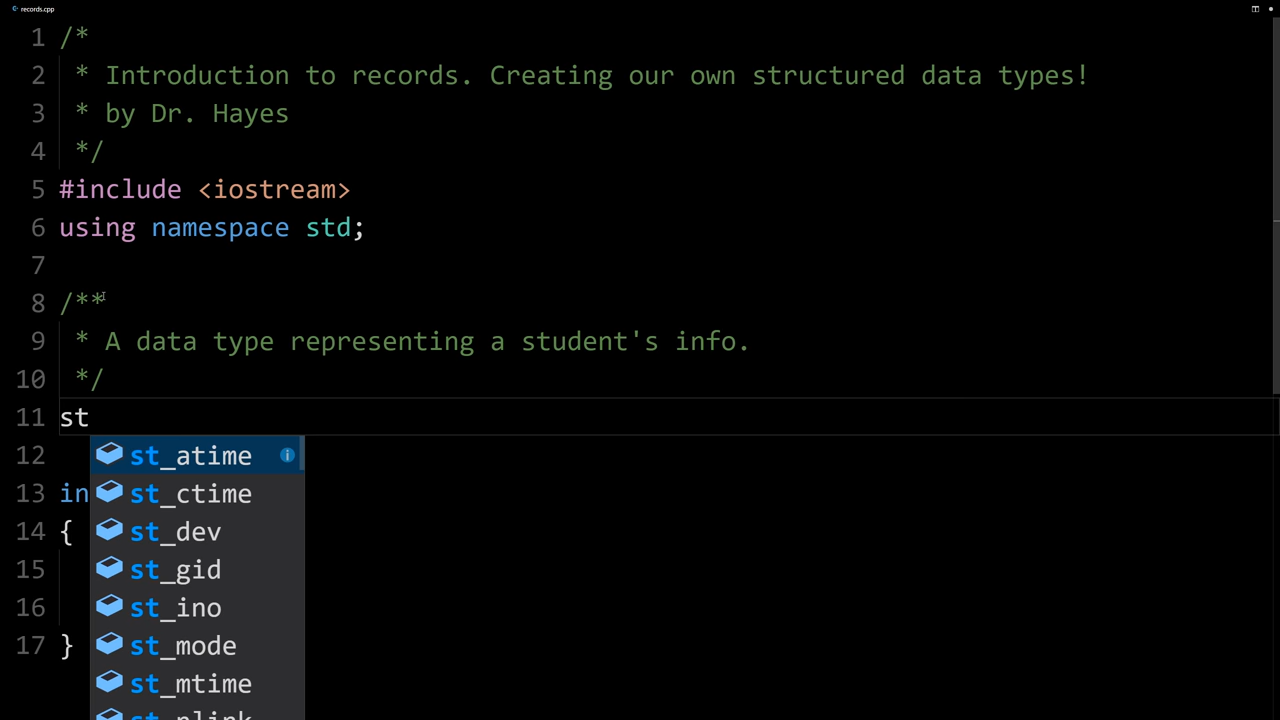 records.cpp
1 /*
2 * Introduction to records. Creating our own structured data types!
3 * by Dr. Hayes
4 */
5 #include <iostream>
6 using namespace std;
7
8 /**
9 * A data type representing a student's info.
10 */
11 st
12 st_atime
13 in st_ctime
14 { st_dev
15 st_gid
16 st_ino
17 } st_mode
st_mtime
st_nlink